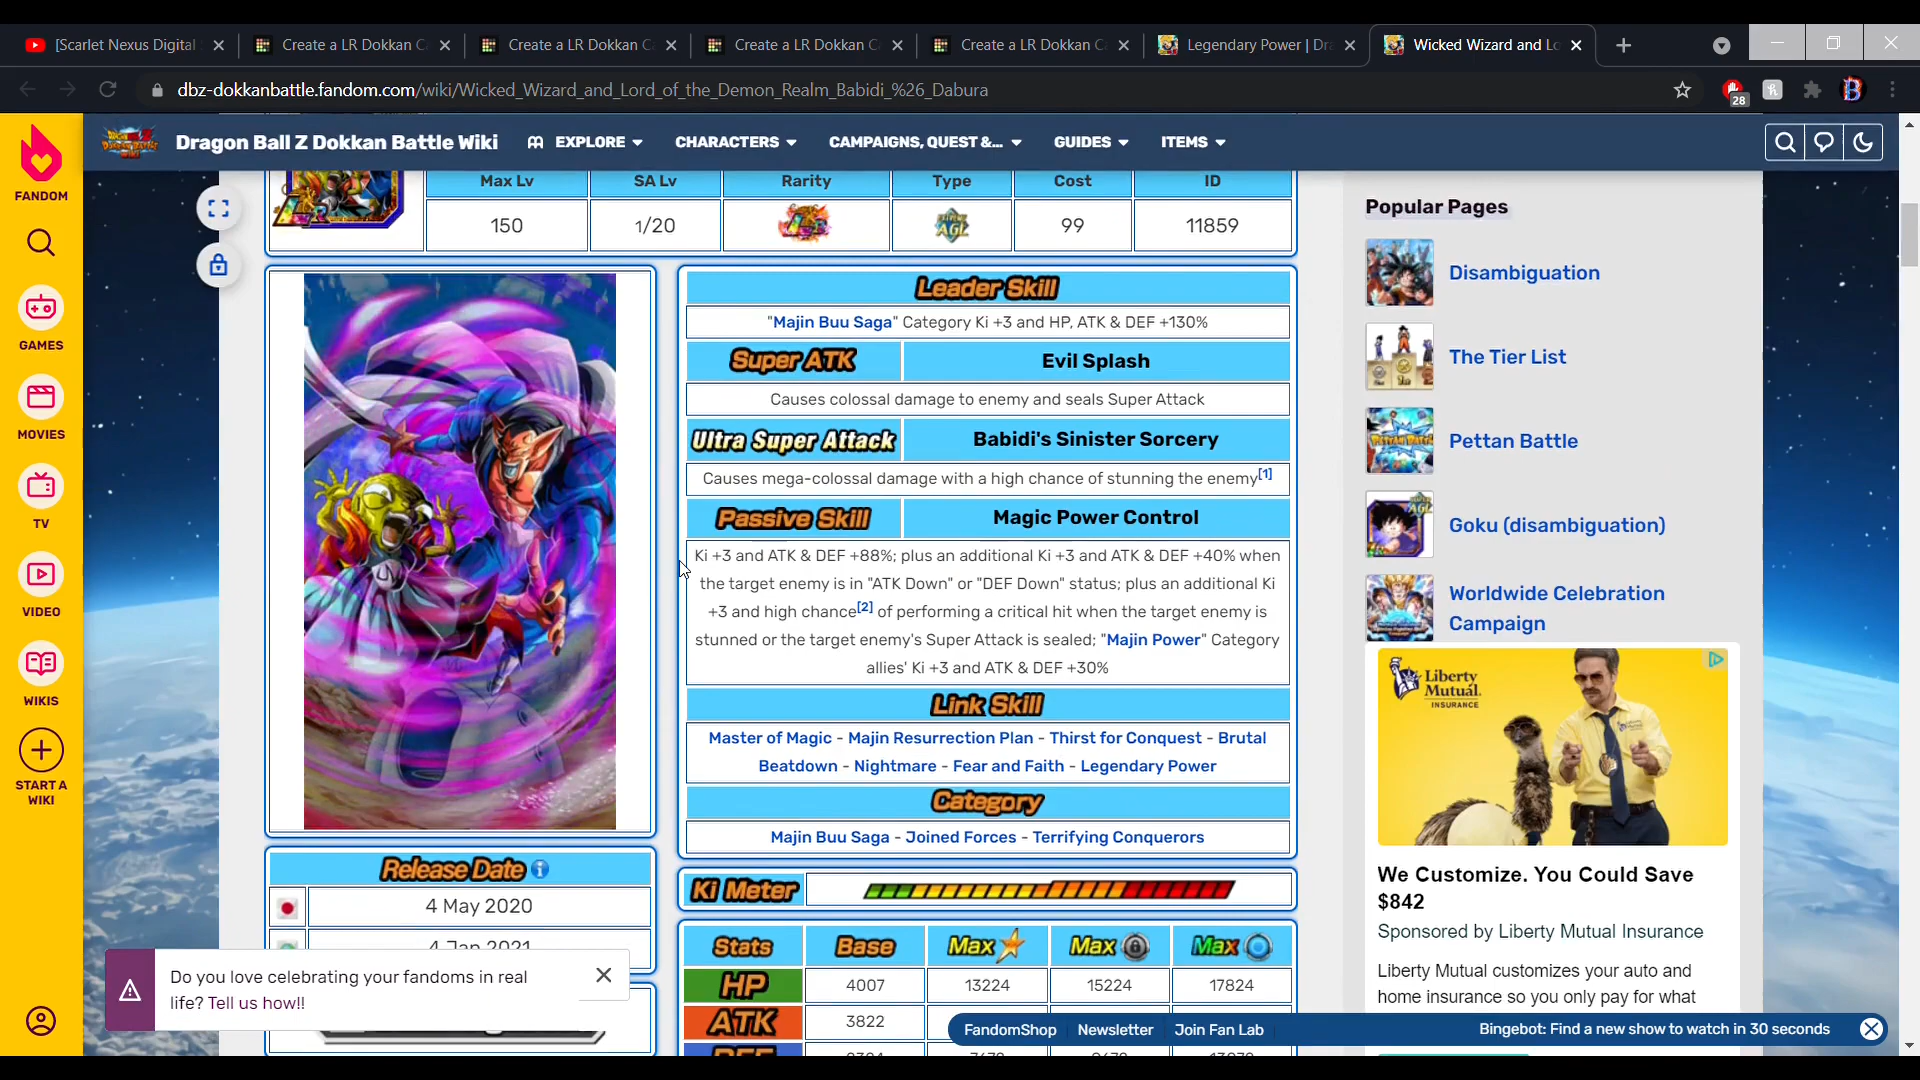 [Scarlet Nexus Digital
Create a LR Dokkan C
Create a LR Dokkan C
Create a LR Dokkan C
Create a LR Dokkan C
Legendary Power | Dr
Wicked Wizard and Lo
dbz-dokkanbattle.fandom.com/wiki/Wicked_Wizard_and_Lord_of_the_Demon_Realm_Babidi_%26_Dabura
28
FANDOM
GAMES
MOVIES
TV
VIDEO
WIKIS
START A
WIKI
Dragon Ball Z Dokkan Battle Wiki
EXPLORE
CHARACTERS
CAMPAIGNS, QUEST &...
GUIDES
ITEMS
Max Lv SA Lv Rarity Type Cost ID
150 1/20 LR EXTREME AGL 99 11859
Leader Skill
"Majin Buu Saga" Category Ki +3 and HP, ATK & DEF +130%
Super ATK Evil Splash
Causes colossal damage to enemy and seals Super Attack
Ultra Super Attack Babidi's Sinister Sorcery
Causes mega-colossal damage with a high chance of stunning the enemy[1]
Passive Skill Magic Power Control
Ki +3 and ATK & DEF +88%; plus an additional Ki +3 and ATK & DEF +40% when
the target enemy is in "ATK Down" or "DEF Down" status; plus an additional Ki
+3 and high chance[2] of performing a critical hit when the target enemy is
stunned or the target enemy's Super Attack is sealed; "Majin Power" Category
allies' Ki +3 and ATK & DEF +30%
Link Skill
Master of Magic - Majin Resurrection Plan - Thirst for Conquest - Brutal
Beatdown - Nightmare - Fear and Faith - Legendary Power
Category
Majin Buu Saga - Joined Forces - Terrifying Conquerors
Ki Meter
Stats Base Max Max Max
HP 4007 13224 15224 17824
ATK 3822
DEF
Release Date
4 May 2020
4 Jan 2021
Do you love celebrating your fandoms in real
life? Tell us how!!
Popular Pages
Disambiguation
The Tier List
Pettan Battle
Goku (disambiguation)
Worldwide Celebration
Campaign
Liberty
Mutual.
INSURANCE
We Customize. You Could Save
$842
Sponsored by Liberty Mutual Insurance
Liberty Mutual customizes your auto and
home insurance so you only pay for what
FandomShop Newsletter Join Fan Lab
Bingebot: Find a new show to watch in 30 seconds